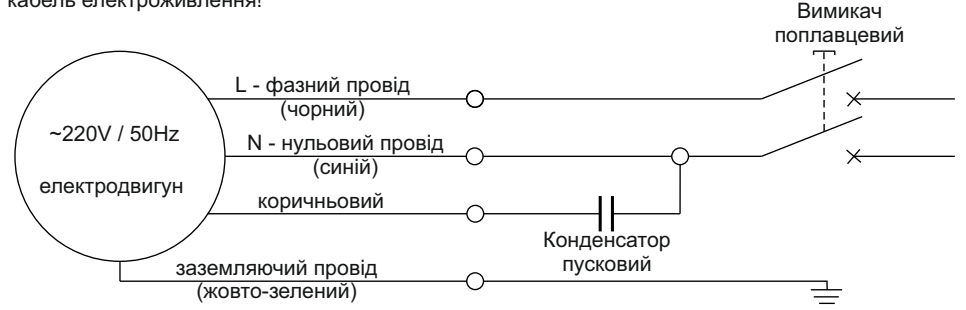 кабель електроживлення!
Вимикач
поплавцевий
L - фазний провід
(чорний)
~220V / 50Hz
N - нульовий провід
(синій)
електродвигун
коричньовий
Конденсатор
пусковий
заземляючий провід
(жовто-зелений)